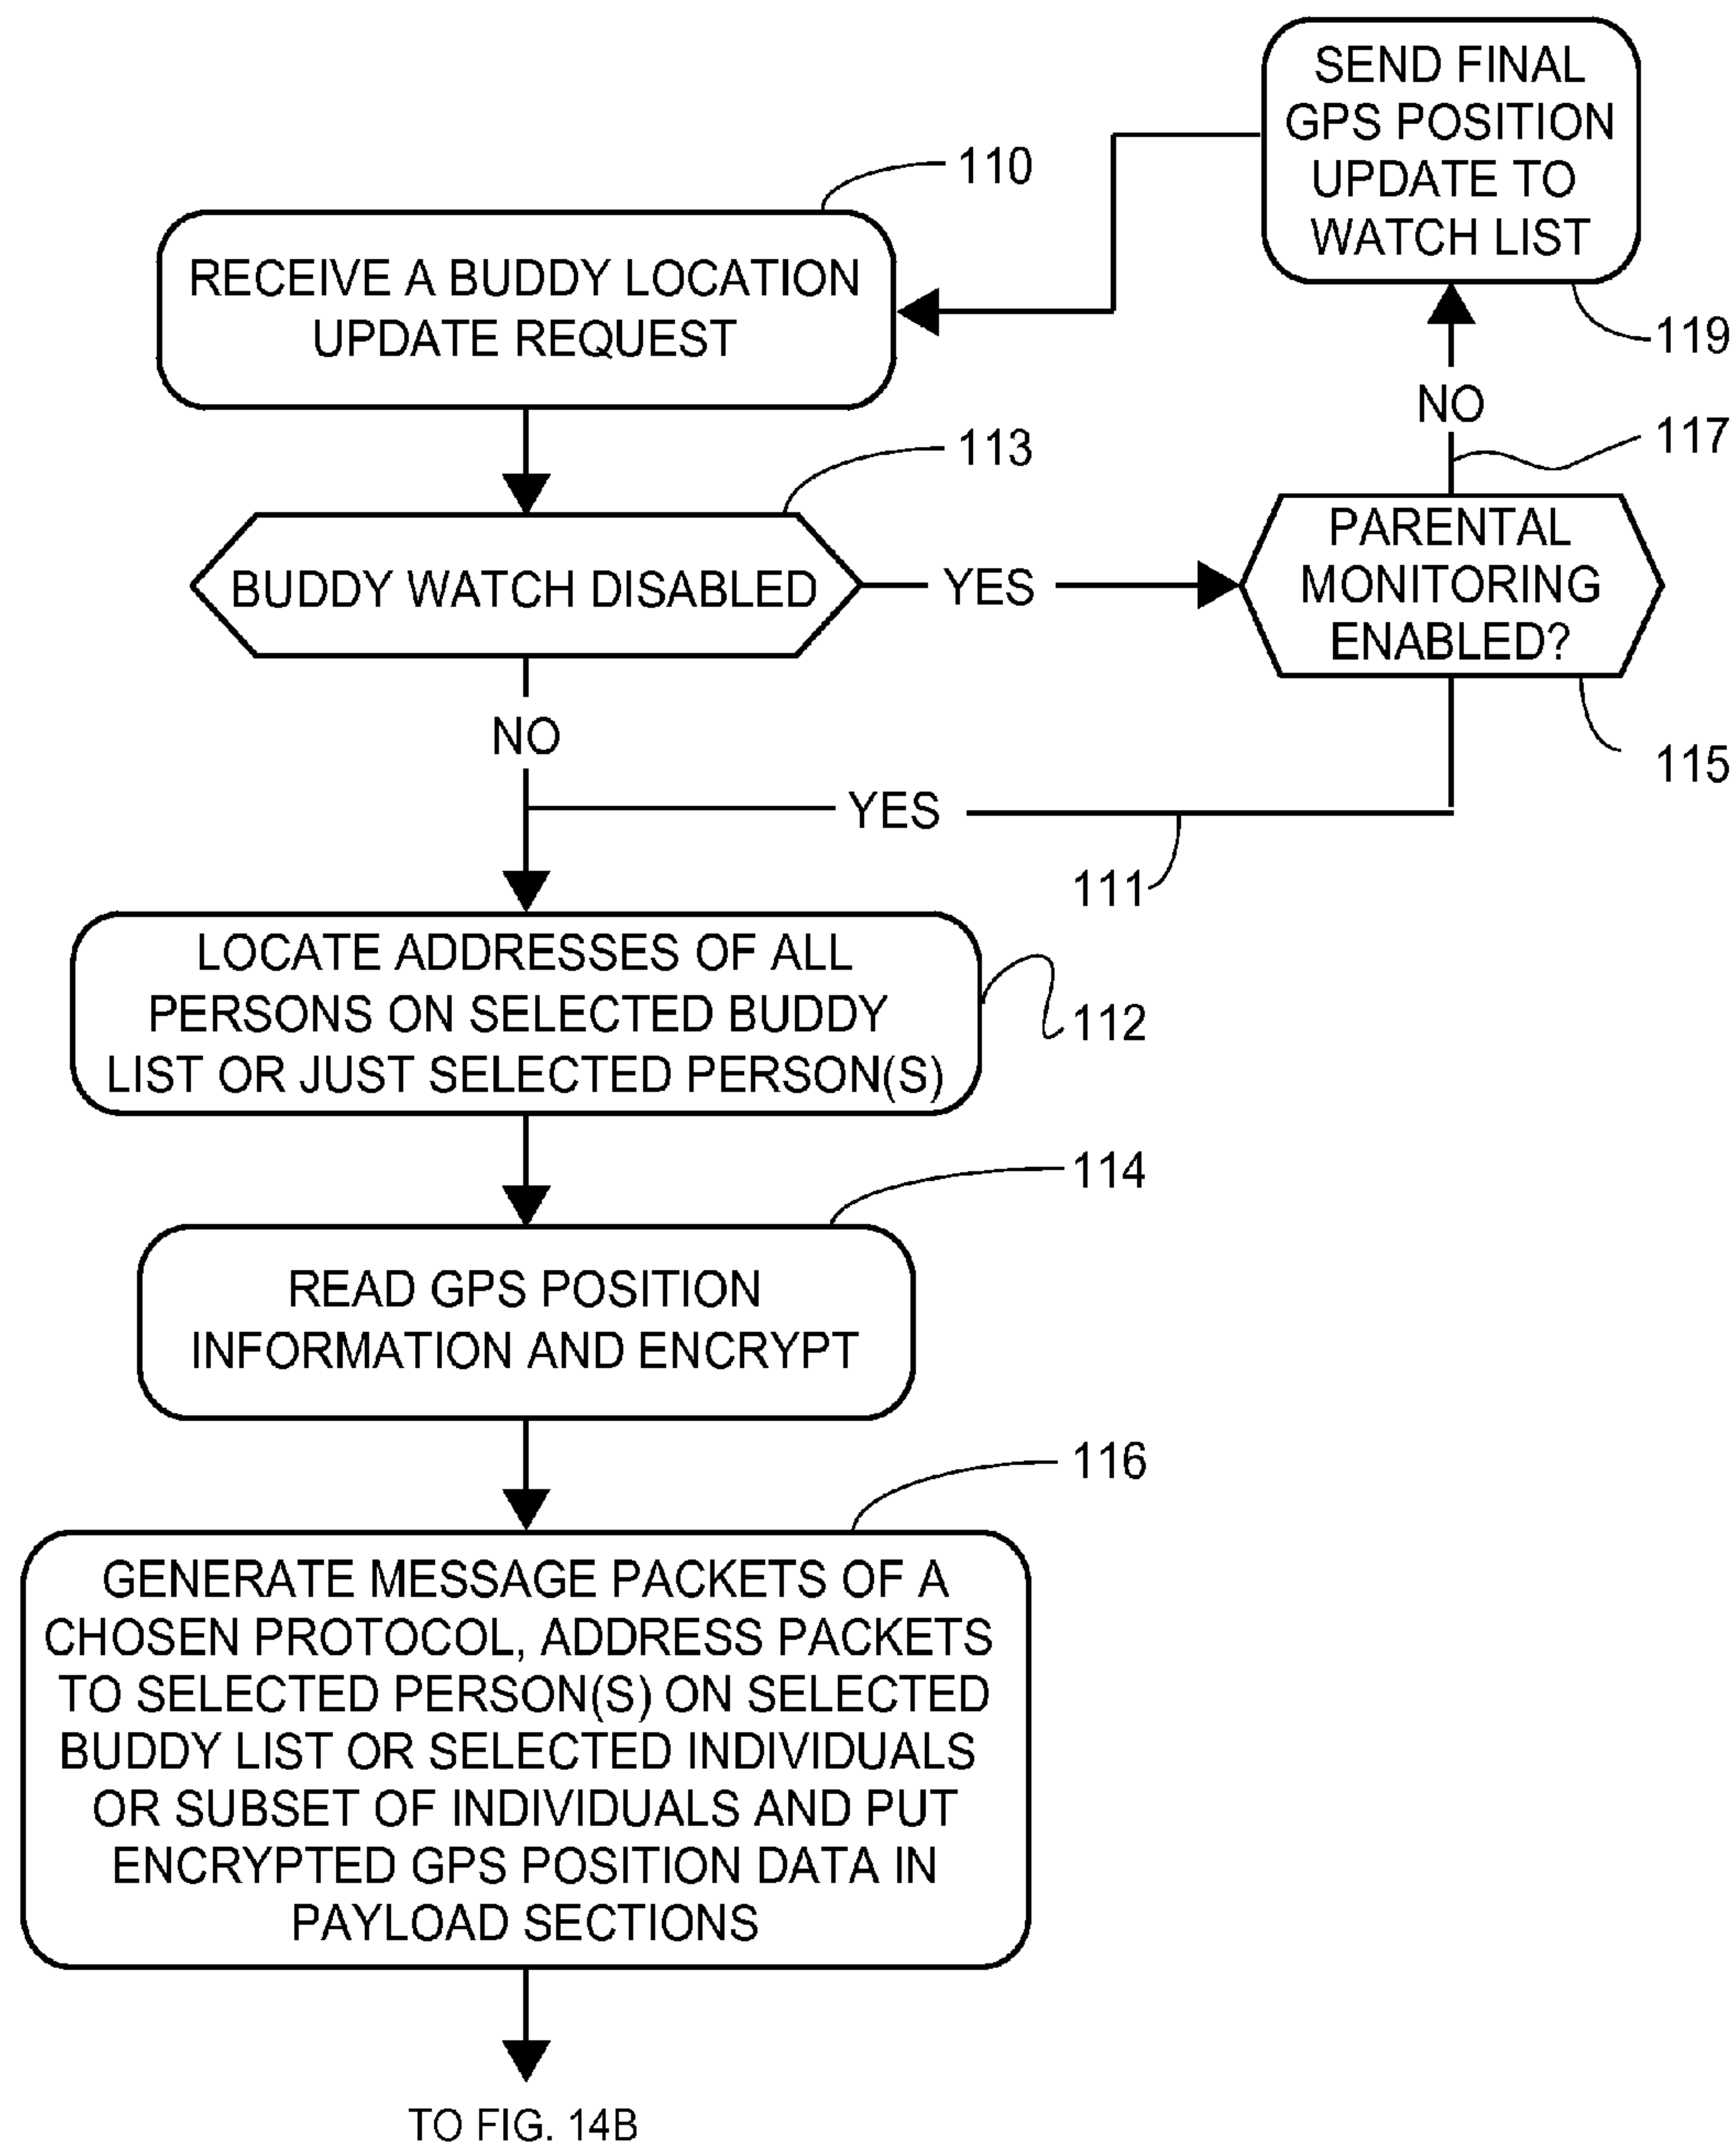 SEND FINAL
GPS POSITION
UPDATE TO
WATCH LIST
119
110
RECEIVE A BUDDY LOCATION
UPDATE REQUEST
NO
117
113
BUDDY WATCH DISABLED
YES
PARENTAL
MONITORING
ENABLED?
115
NO
YES
111
LOCATE ADDRESSES OF ALL
PERSONS ON SELECTED BUDDY
LIST OR JUST SELECTED PERSON(S)
112
114
READ GPS POSITION
INFORMATION AND ENCRYPT
116
GENERATE MESSAGE PACKETS OF A
CHOSEN PROTOCOL, ADDRESS PACKETS
TO SELECTED PERSON(S) ON SELECTED
BUDDY LIST OR SELECTED INDIVIDUALS
OR SUBSET OF INDIVIDUALS AND PUT
ENCRYPTED GPS POSITION DATA IN
PAYLOAD SECTIONS
TO FIG. 14B